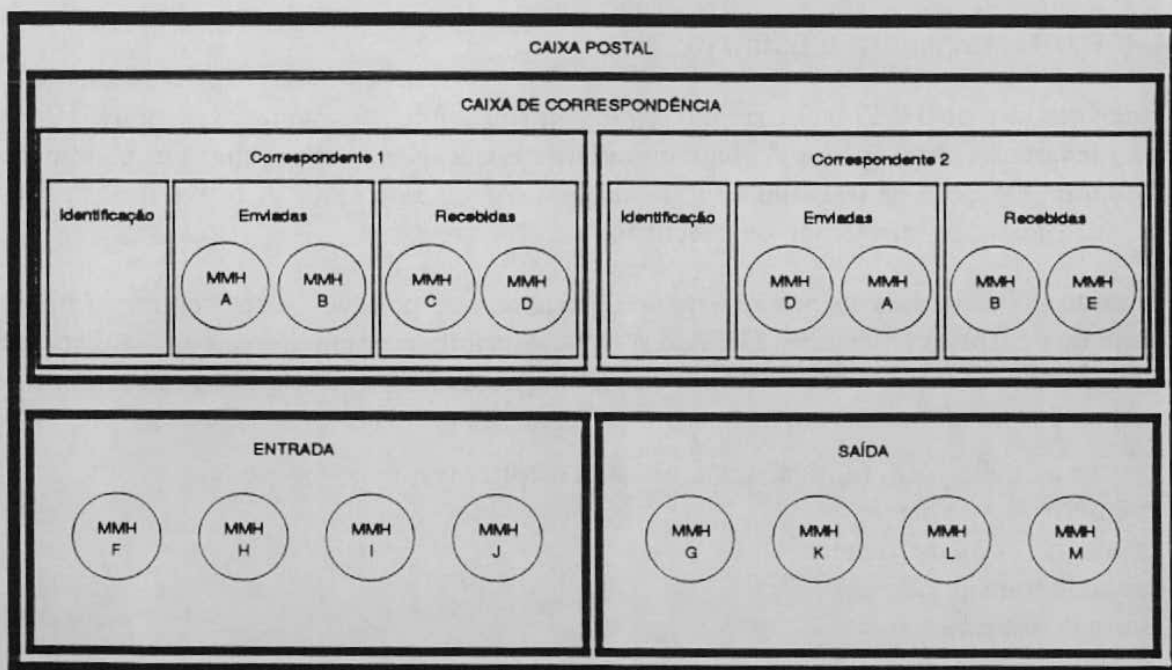 CAIXA POSTAL
CAIXA DE CORRESPONDÊNCIA
Correspondente 1
Identificação
Enviadas
MMH
A
MMH
B
Recebidas
MMH
C
MMH
D
Correspondente 2
Identificação
Enviadas
MMH
D
MMH
A
Recebidas
MMH
B
MMH
E
ENTRADA
MMH
F
MMH
H
MMH
I
MMH
J
SAÍDA
MMH
G
MMH
K
MMH
L
MMH
M